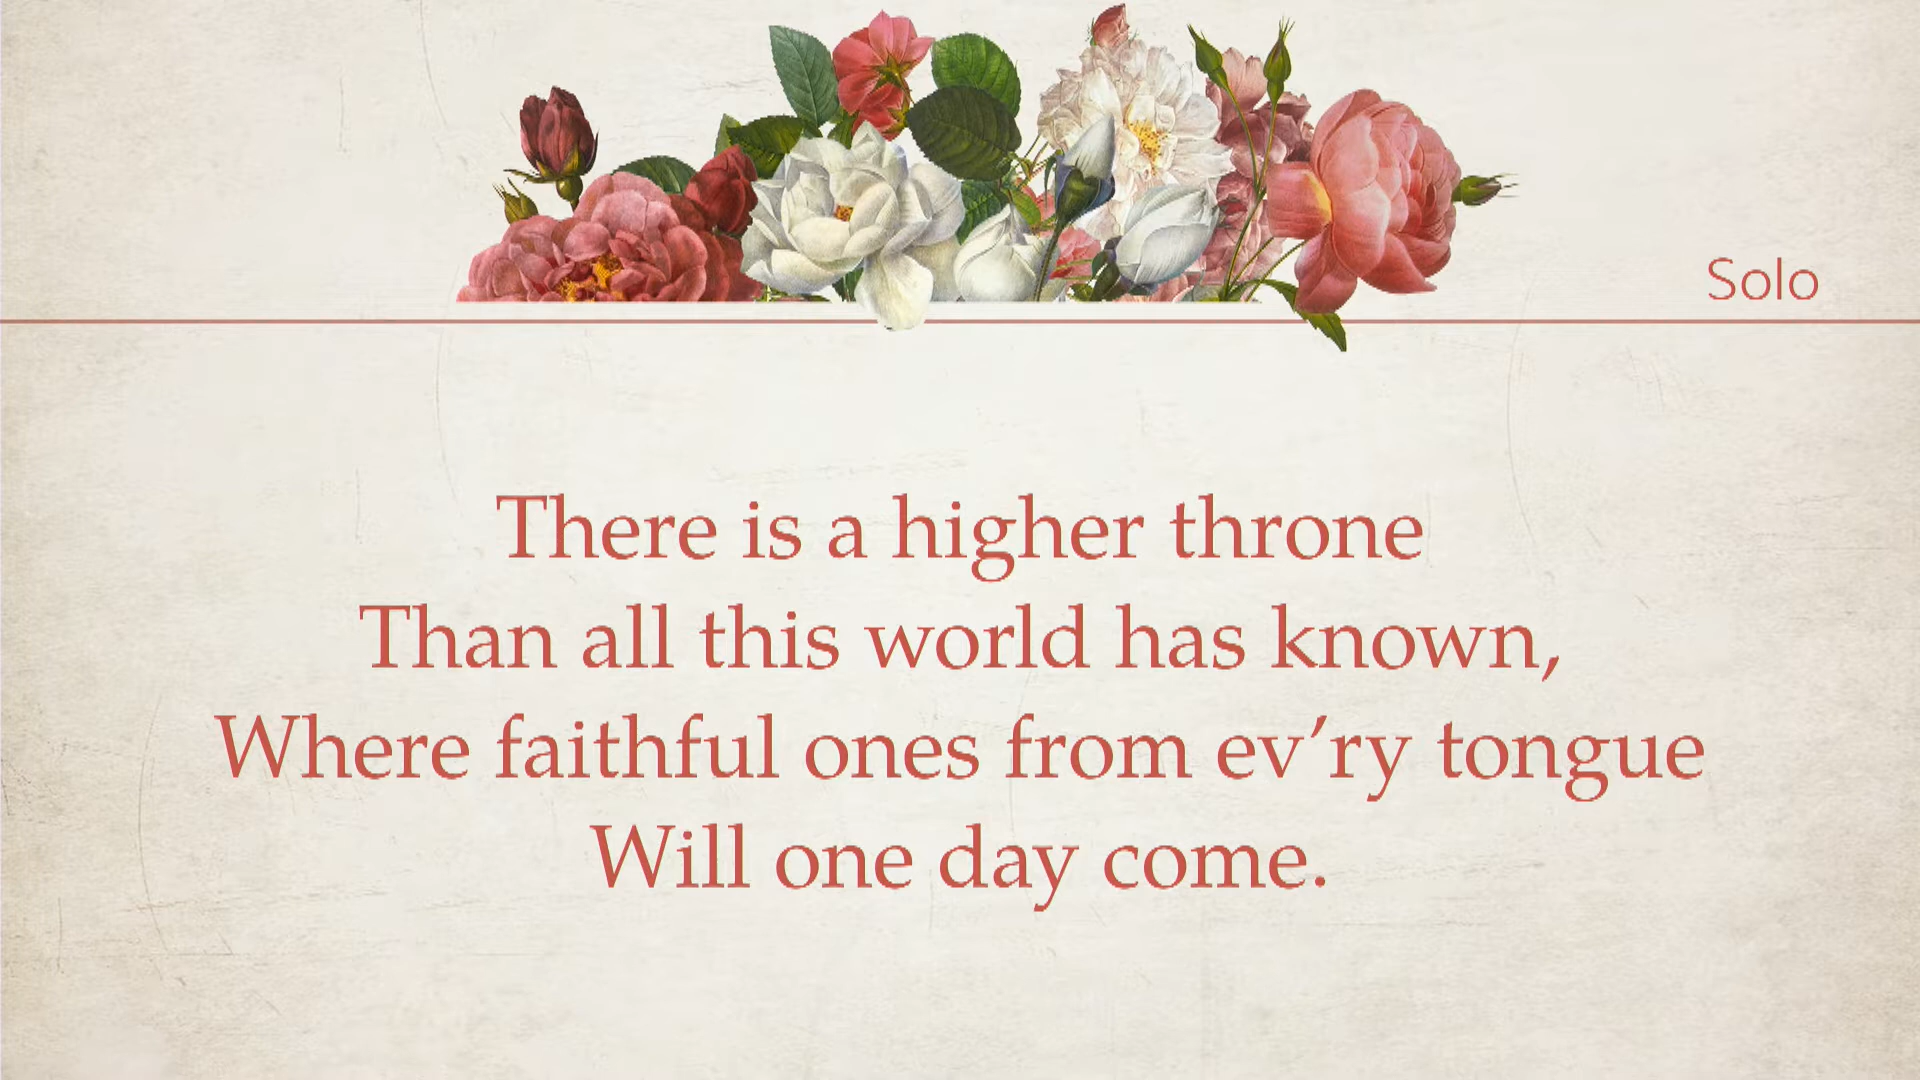 Solo
There is a higher throne
Than all this world has known,
Where faithful ones from ev’ry tongue
Will one day come.